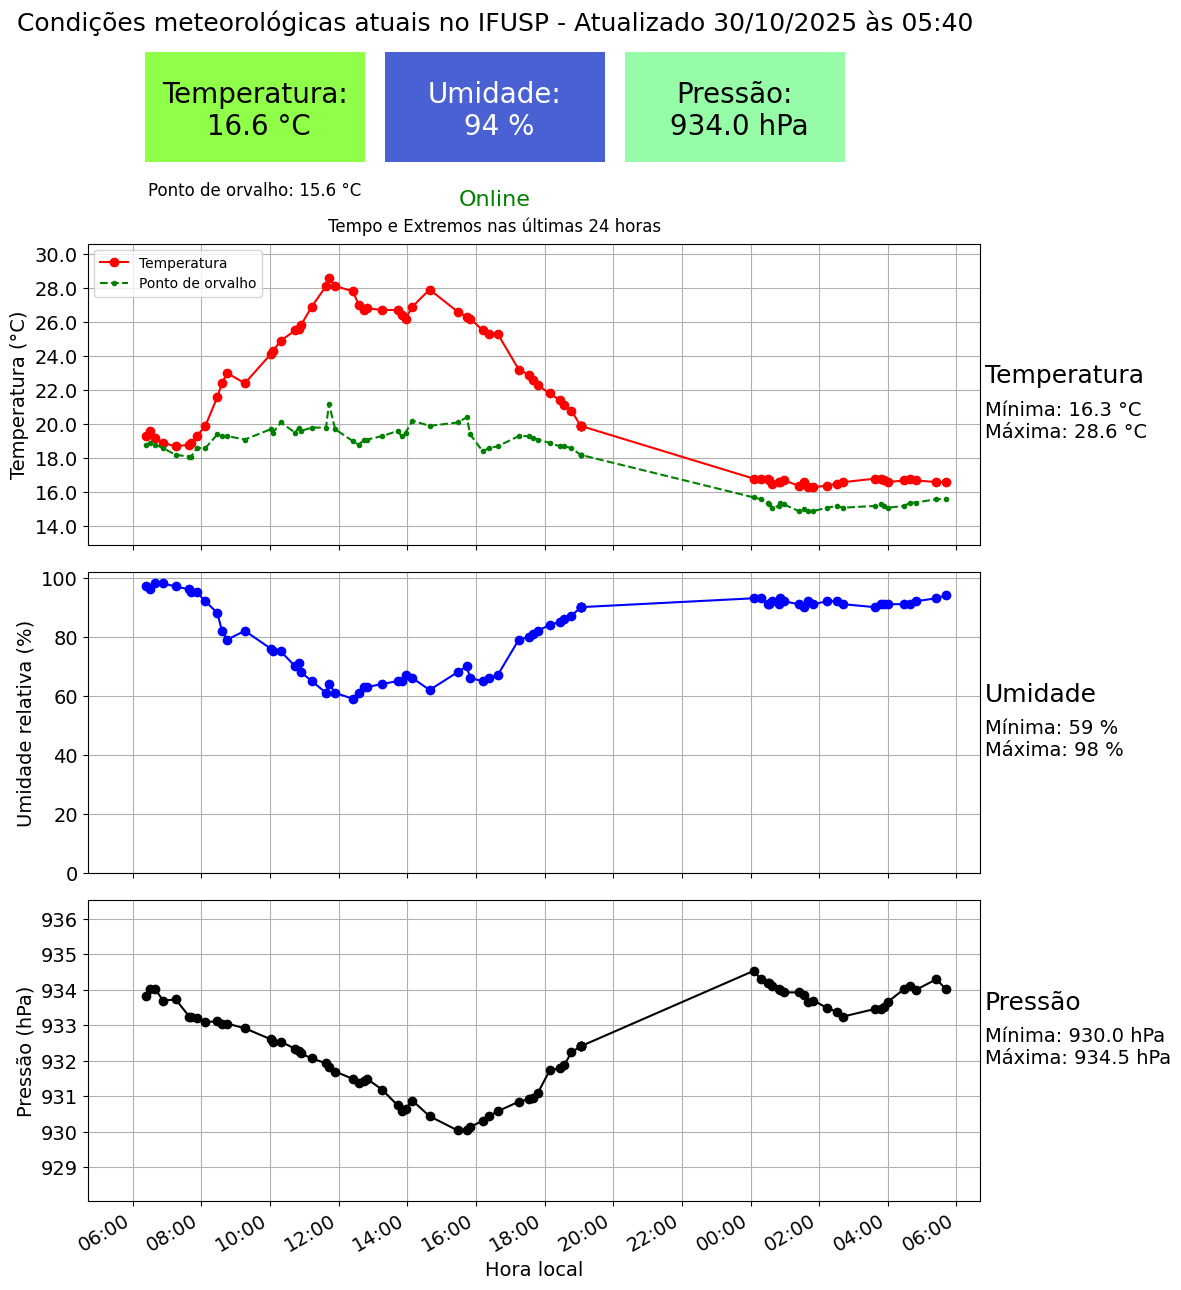 Condições meteorológicas atuais no IFUSP - Atualizado 30/10/2025 às 05:40
Temperatura:
16.6 °C
Umidade:
94 %
Pressão:
934.0 hPa
Ponto de orvalho: 15.6 °C
Online
Tempo e Extremos nas últimas 24 horas
Temperatura (°C)
30.0
28.0
26.0
24.0
22.0
20.0
18.0
16.0
14.0
Temperatura
Ponto de orvalho
Temperatura
Mínima: 16.3 °C
Máxima: 28.6 °C
Umidade relativa (%)
100
80
60
40
20
0
Umidade
Mínima: 59 %
Máxima: 98 %
Pressão (hPa)
936
935
934
933
932
931
930
929
Pressão
Mínima: 930.0 hPa
Máxima: 934.5 hPa
06:00
08:00
10:00
12:00
14:00
16:00
18:00
20:00
22:00
00:00
02:00
04:00
06:00
Hora local